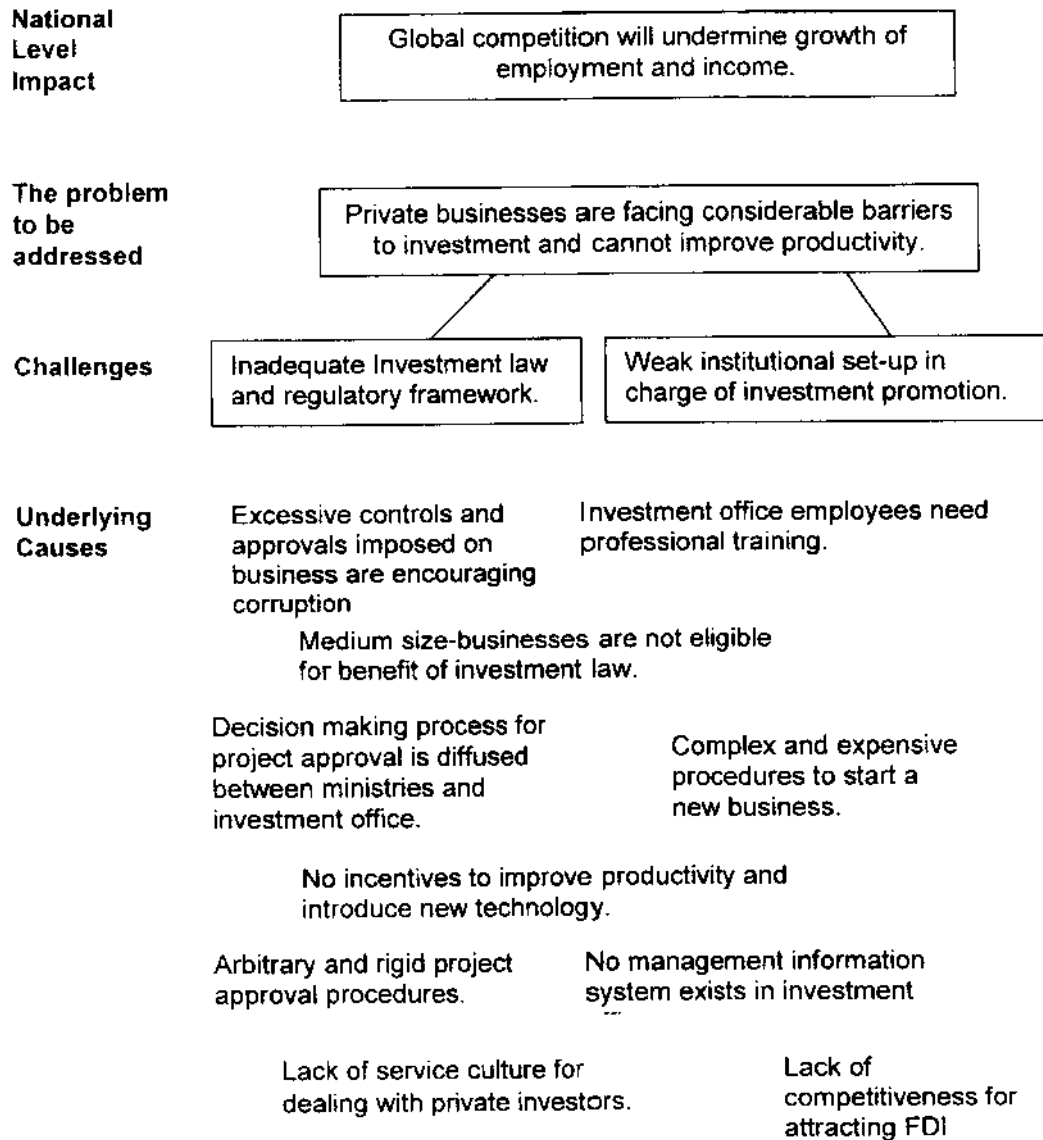 National
Level
Impact
Global competition will undermine growth of
employment and income.
The problem
to be
addressed
Private businesses are facing considerable barriers
to investment and cannot improve productivity.
Challenges
Inadequate Investment law
and regulatory framework.
Weak institutional set-up in
charge of investment promotion.
Underlying
Causes
Excessive controls and
approvals imposed on
business are encouraging
corruption
Investment office employees need
professional training.
Medium size-businesses are not eligible
for benefit of investment law.
Decision making process for
project approval is diffused
between ministries and
investment office.
Complex and expensive
procedures to start a
new business.
No incentives to improve productivity and
introduce new technology.
Arbitrary and rigid project
approval procedures.
No management information
system exists in investment
Lack of service culture for
dealing with private investors.
Lack of
competitiveness for
attracting FDI